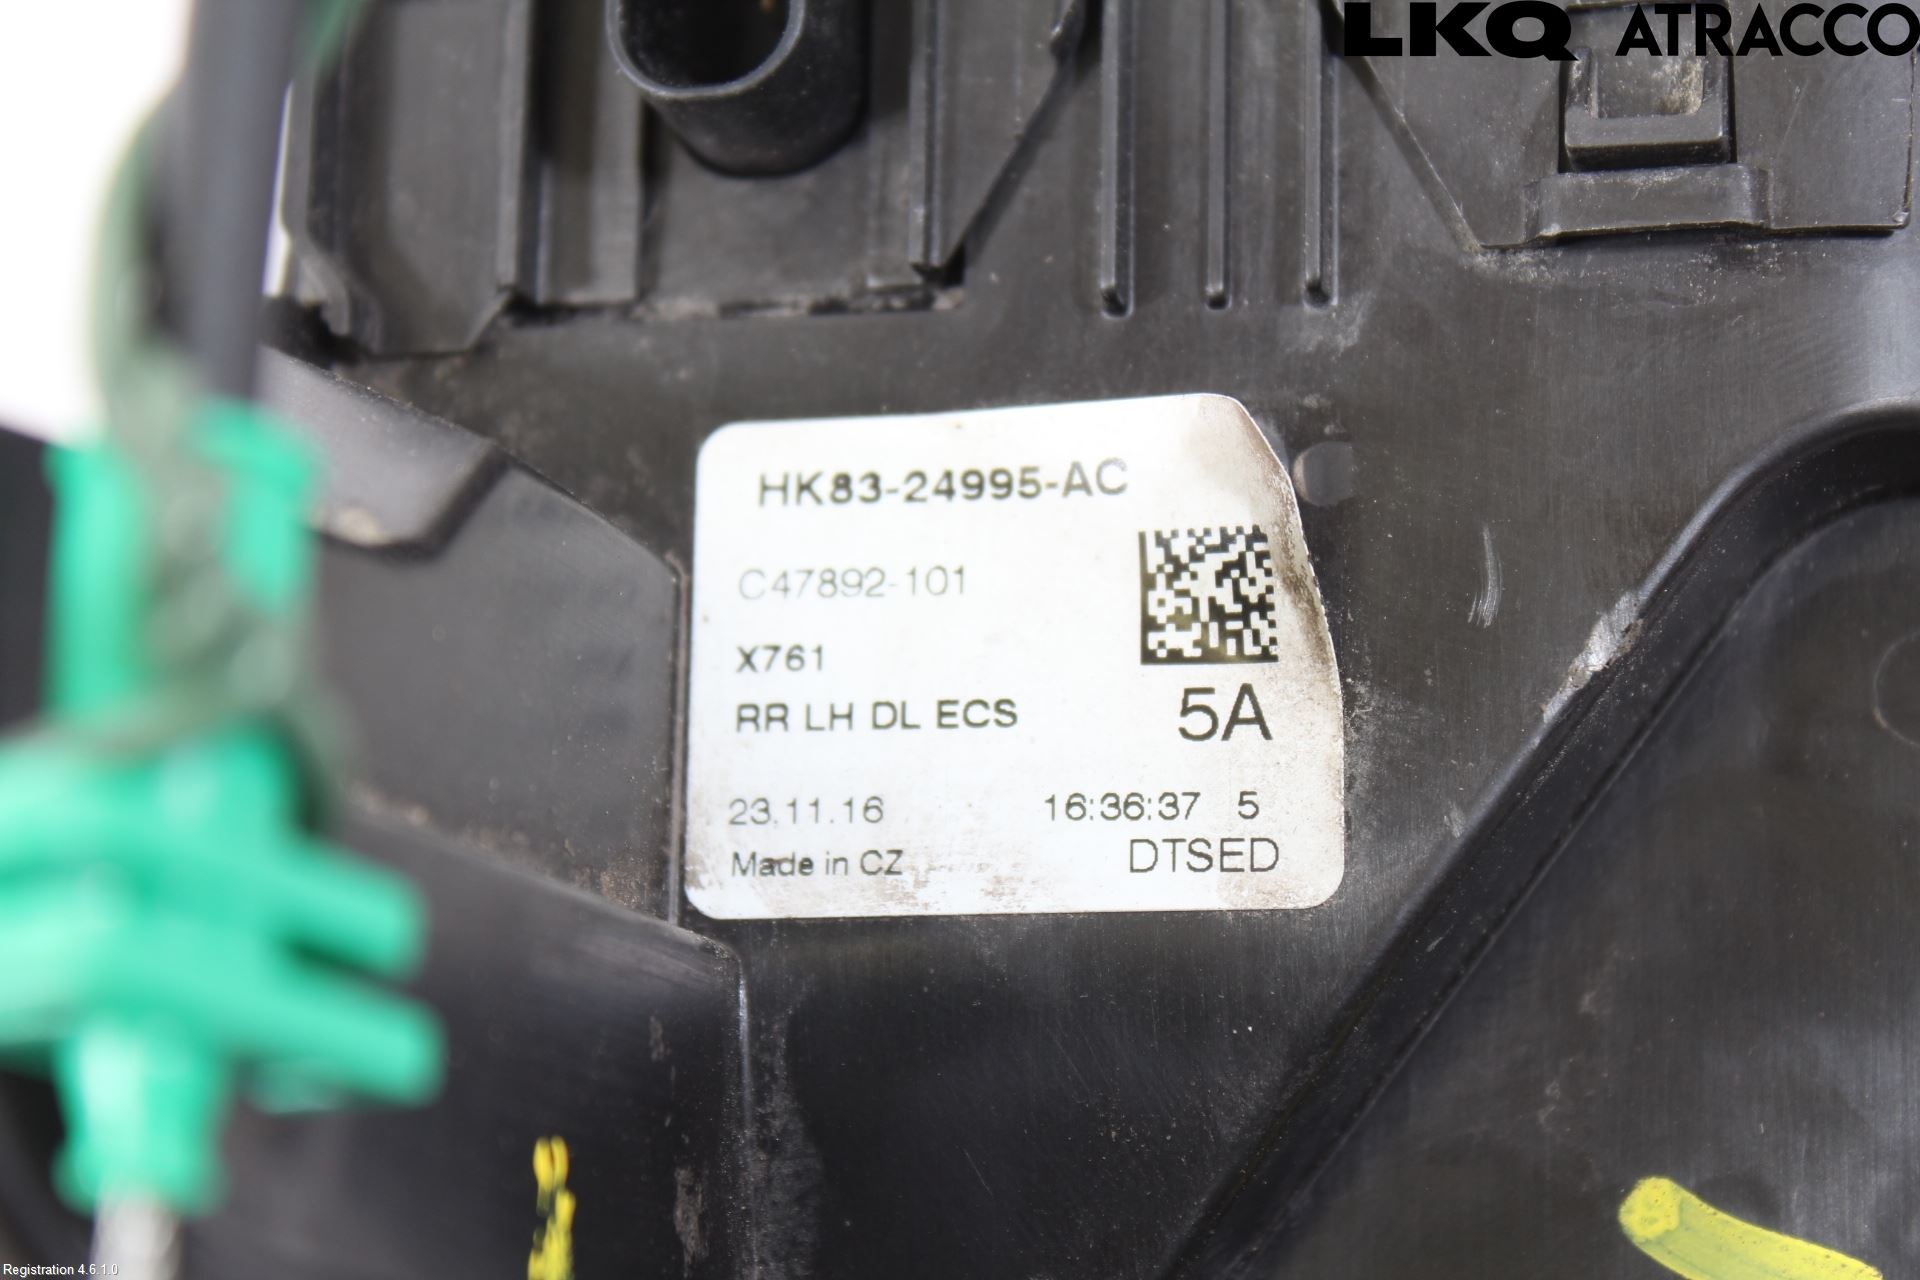 LKQ ATRACCO
HK83-24995-AC
C47892-101
X761
RR LH DL ECS
5A
23.11.16 16:36:37 5
Made in CZ DTSED
Registration 4.6.1.0